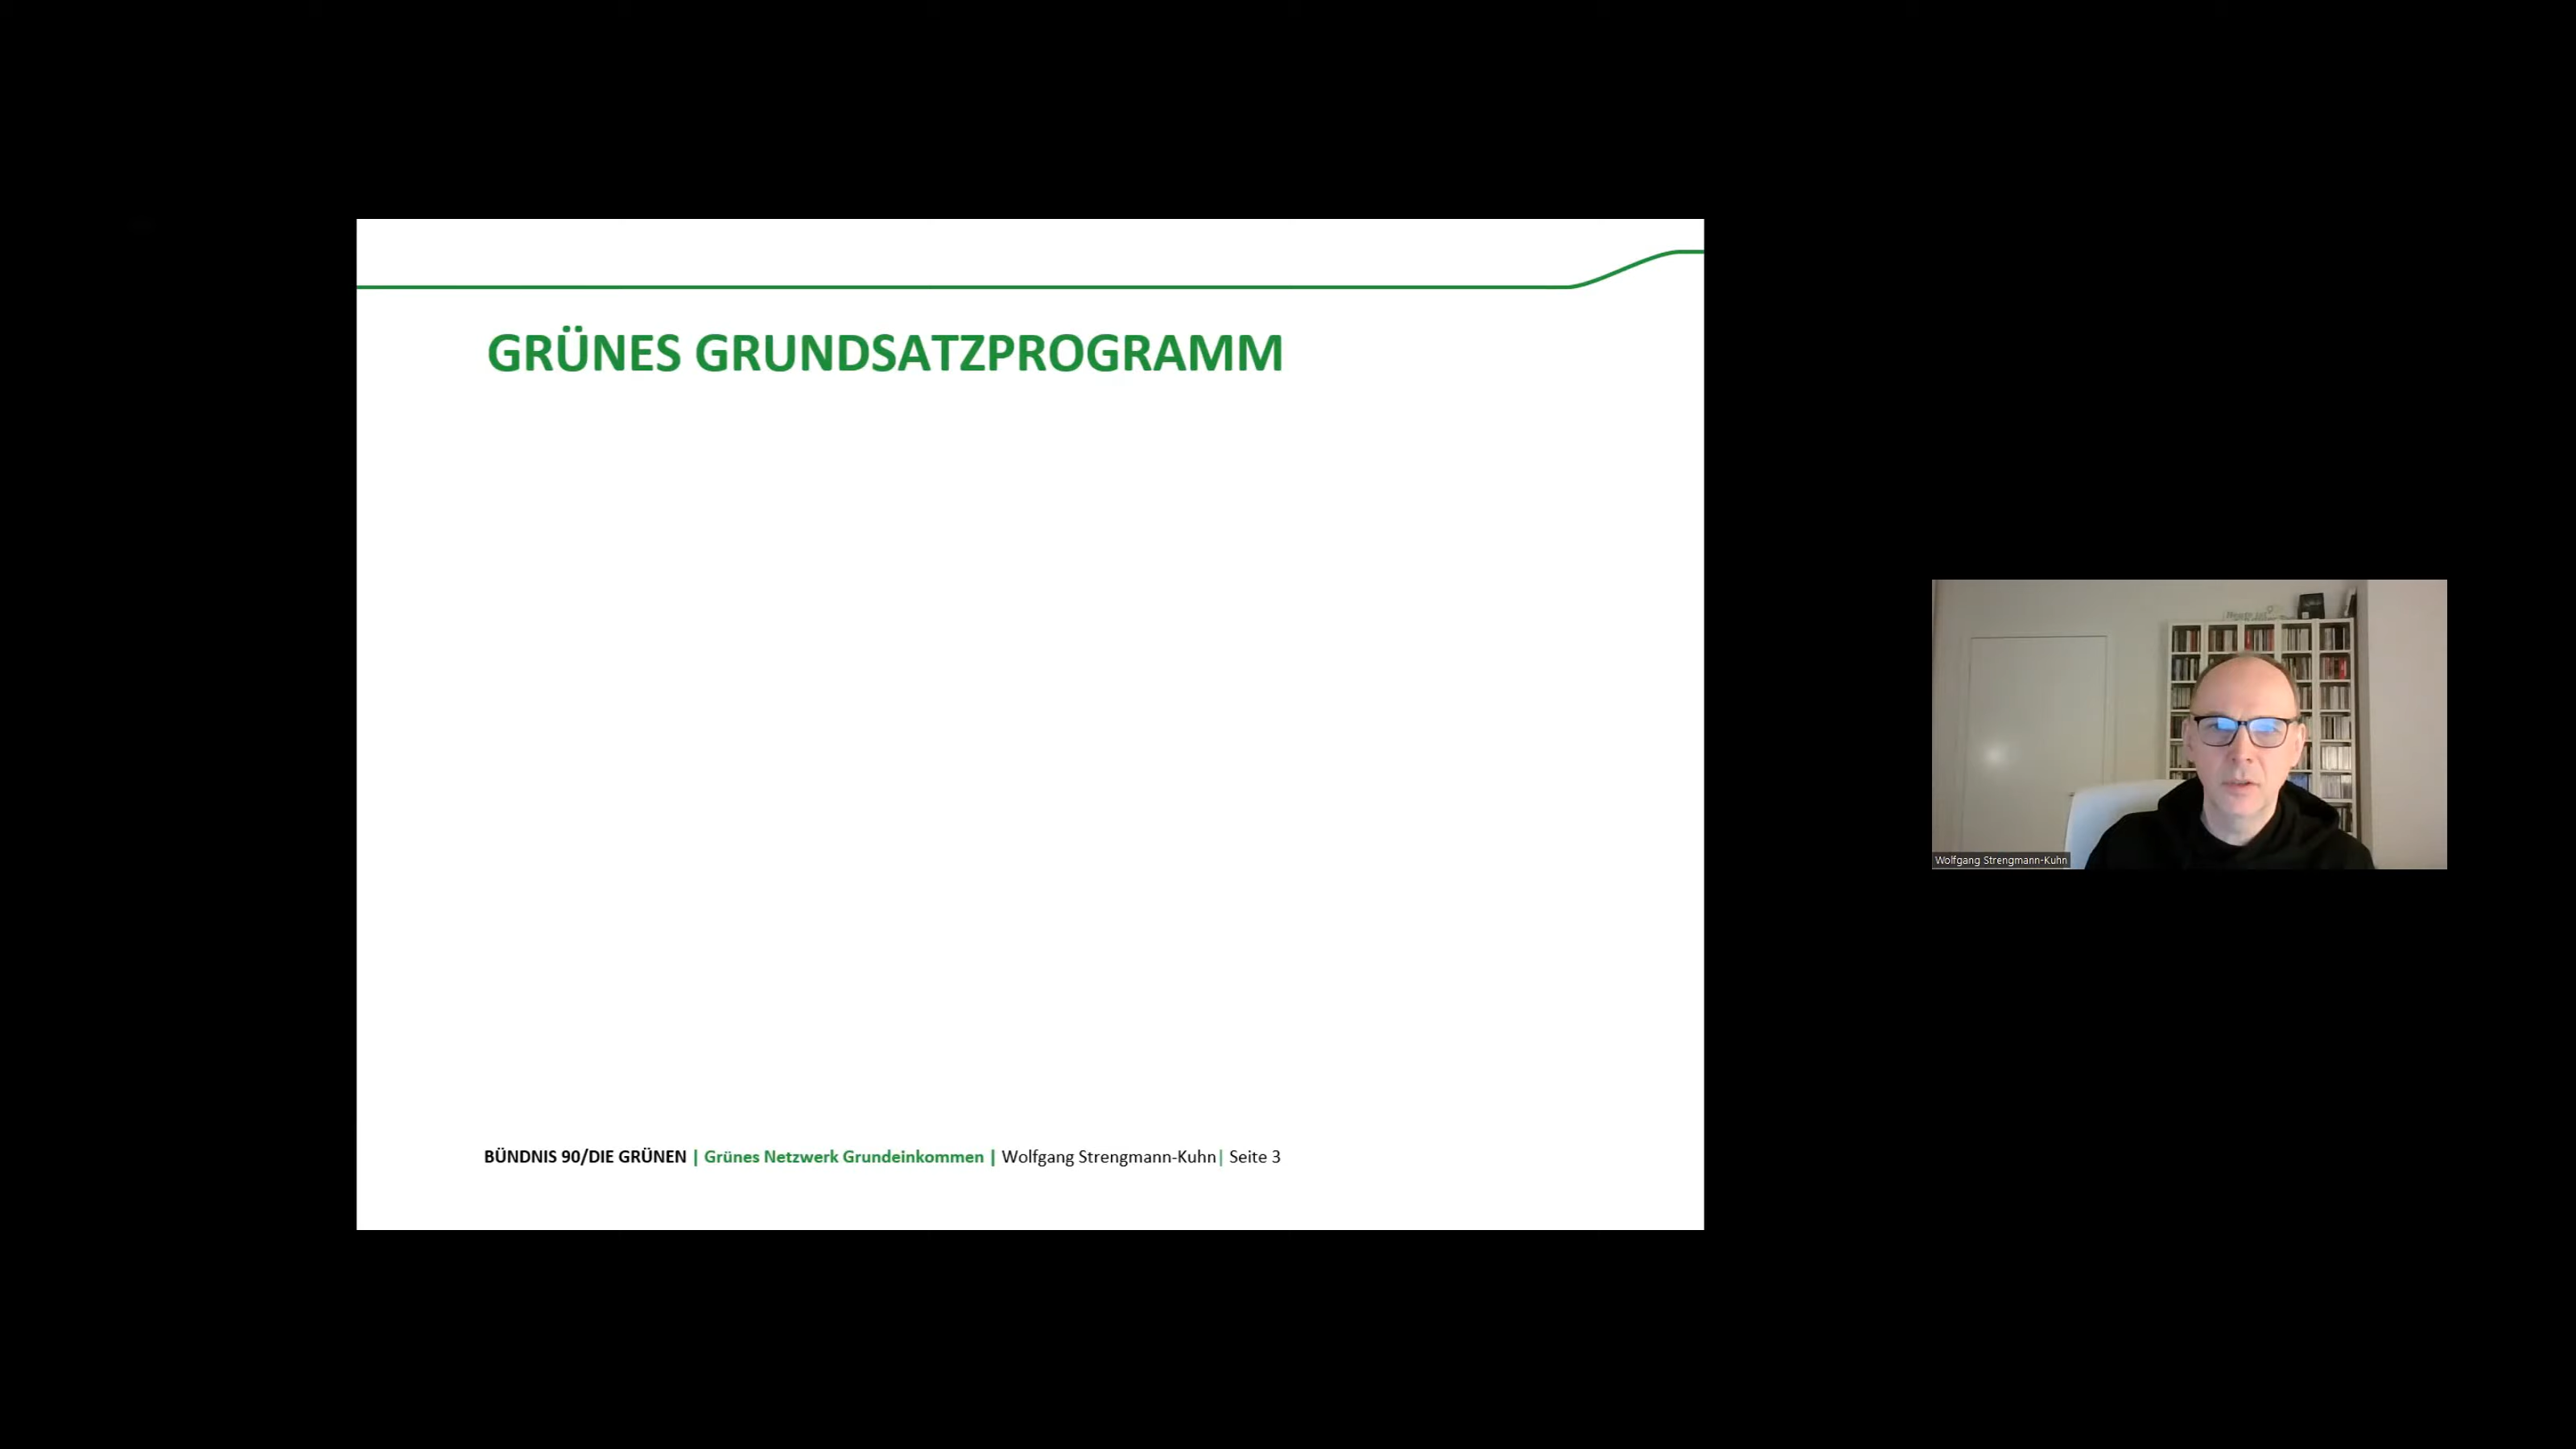 GRÜNES GRUNDSATZPROGRAMM
Wolfgang Strengmann-Kuhn
BÜNDNIS 90/DIE GRÜNEN | Grünes Netzwerk Grundeinkommen | Wolfgang Strengmann-Kuhn| Seite 3